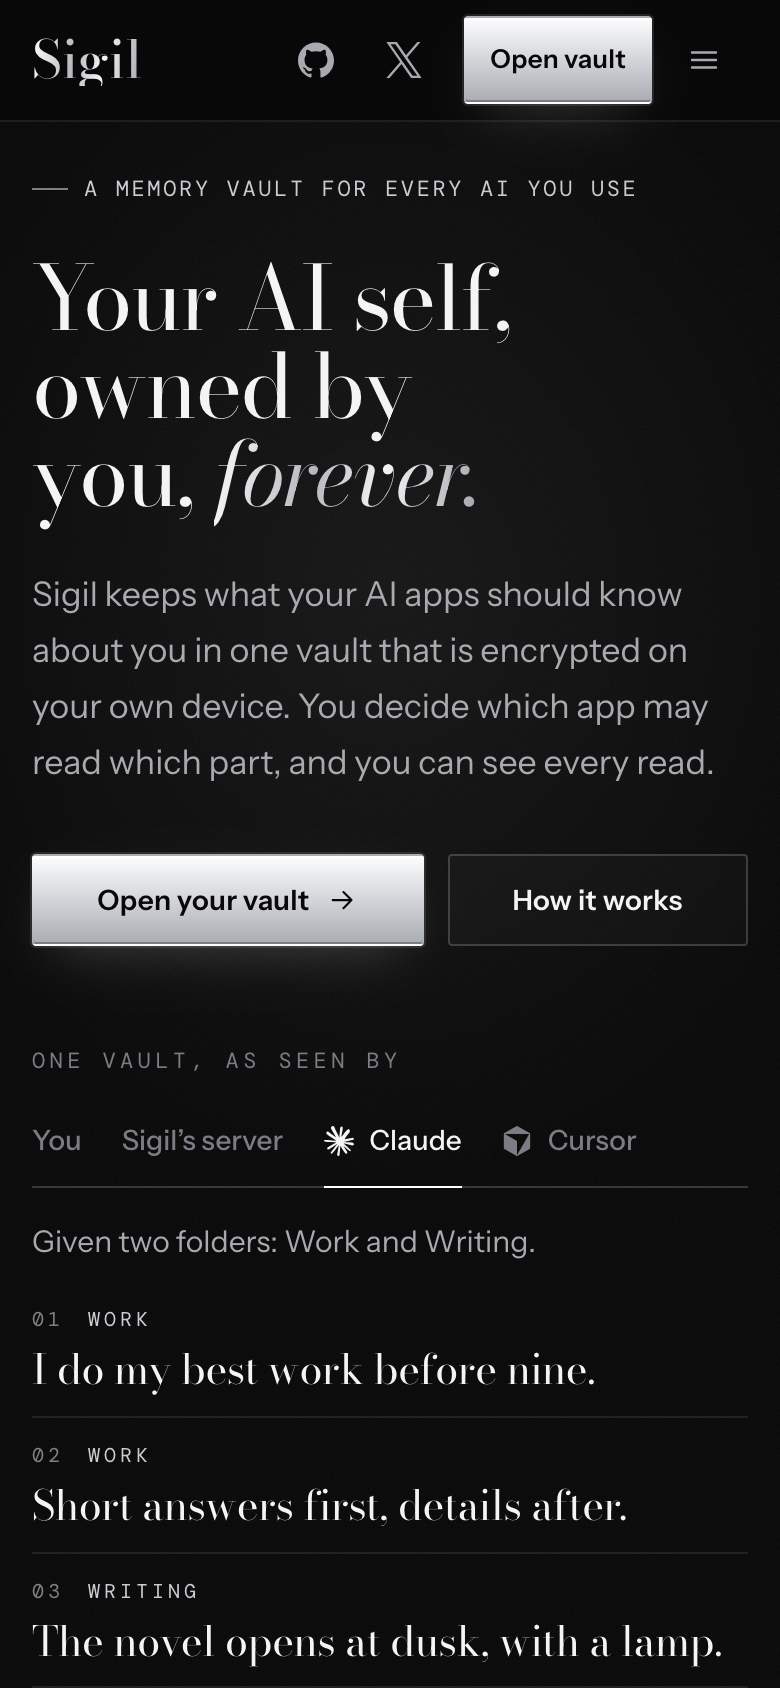 Sigil
Open vault
A MEMORY VAULT FOR EVERY AI YOU USE
Your AI self,
owned by
you, forever.
Sigil keeps what your AI apps should know
about you in one vault that is encrypted on
your own device. You decide which app may
read which part, and you can see every read.
Open your vault →
How it works
ONE VAULT, AS SEEN BY
You Sigil’s server Claude Cursor
Given two folders: Work and Writing.
01 WORK
I do my best work before nine.
02 WORK
Short answers first, details after.
03 WRITING
The novel opens at dusk, with a lamp.